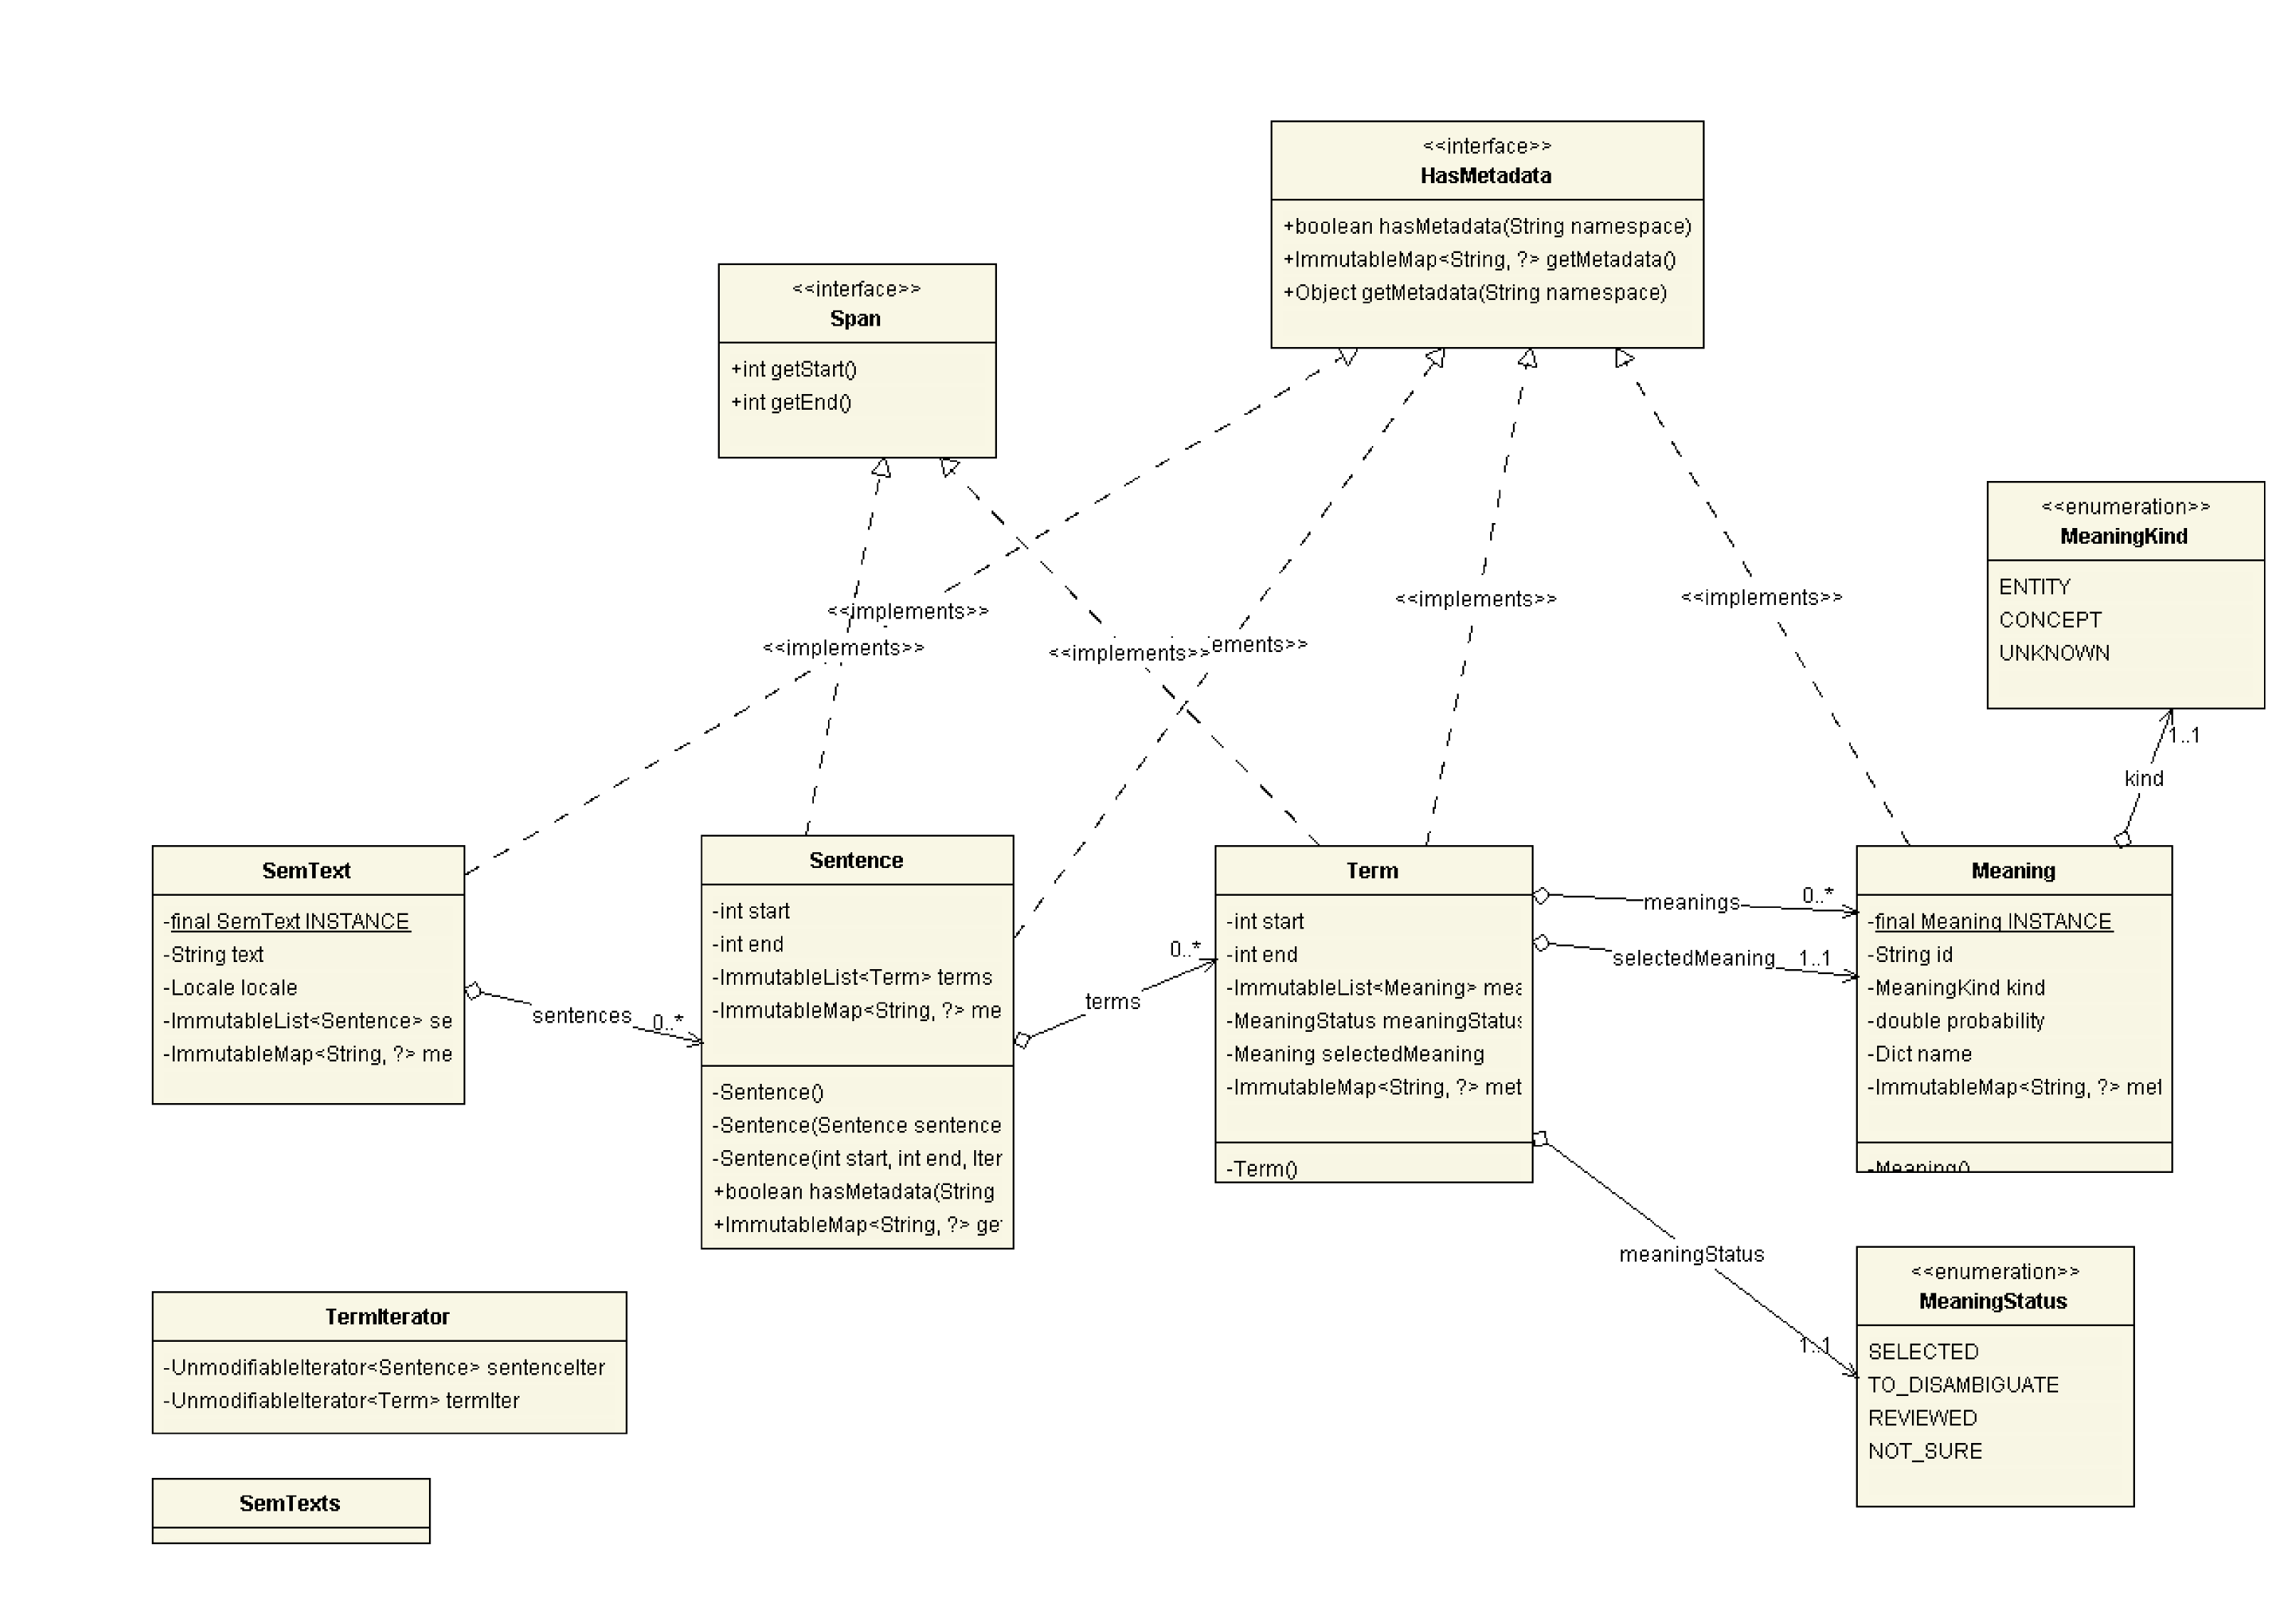 <<interface>>
HasMetadata
+boolean hasMetadata(String namespace)
+ImmutableMap<String, ?> getMetadata()
+Object getMetadata(String namespace)
<<interface>>
Span
+int getStart()
+int getEnd()
<<enumeration>>
MeaningKind
ENTITY
CONCEPT
UNKNOWN
<<implements>>
<<implements>>
<<implements>>
ements>>
<<implements>>
<<implements>>
1..1
kind
SemText
-final SemText INSTANCE
-String text
-Locale locale
-ImmutableList<Sentence> se
-ImmutableMap<String, ?> me
sentences
0..*
Sentence
-int start
-int end
-ImmutableList<Term> terms
-ImmutableMap<String, ?> me
-Sentence()
-Sentence(Sentence sentence
-Sentence(int start, int end, Iter
+boolean hasMetadata(String
+ImmutableMap<String, ?> ge
0..*
terms
Term
-int start
-int end
-ImmutableList<Meaning> mea
-MeaningStatus meaningStatus
-Meaning selectedMeaning
-ImmutableMap<String, ?> met
-Term()
meanings
0..*
selectedMeaning
1..1
Meaning
-final Meaning INSTANCE
-String id
-MeaningKind kind
-double probability
-Dict name
-ImmutableMap<String, ?> met
-Meaning()
meaningStatus
1..1
<<enumeration>>
MeaningStatus
SELECTED
TO_DISAMBIGUATE
REVIEWED
NOT_SURE
TermIterator
-UnmodifiableIterator<Sentence> sentenceIter
-UnmodifiableIterator<Term> termIter
SemTexts